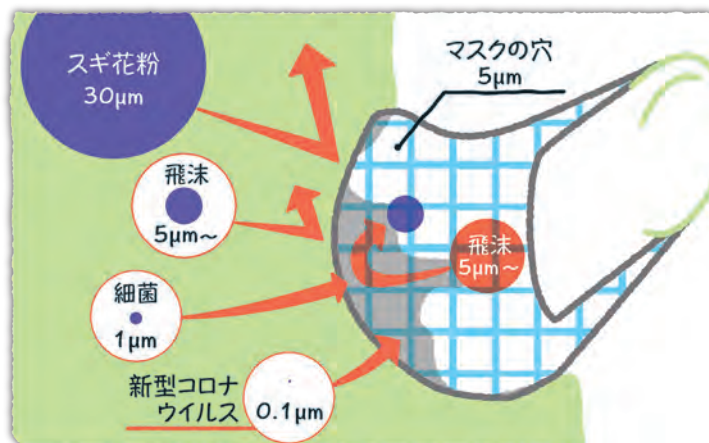 スギ花粉
30μm
マスクの穴
5μm
飛沫
5μm～
飛沫
5μm～
細菌
1μm
新型コロナ
ウイルス
0.1μm